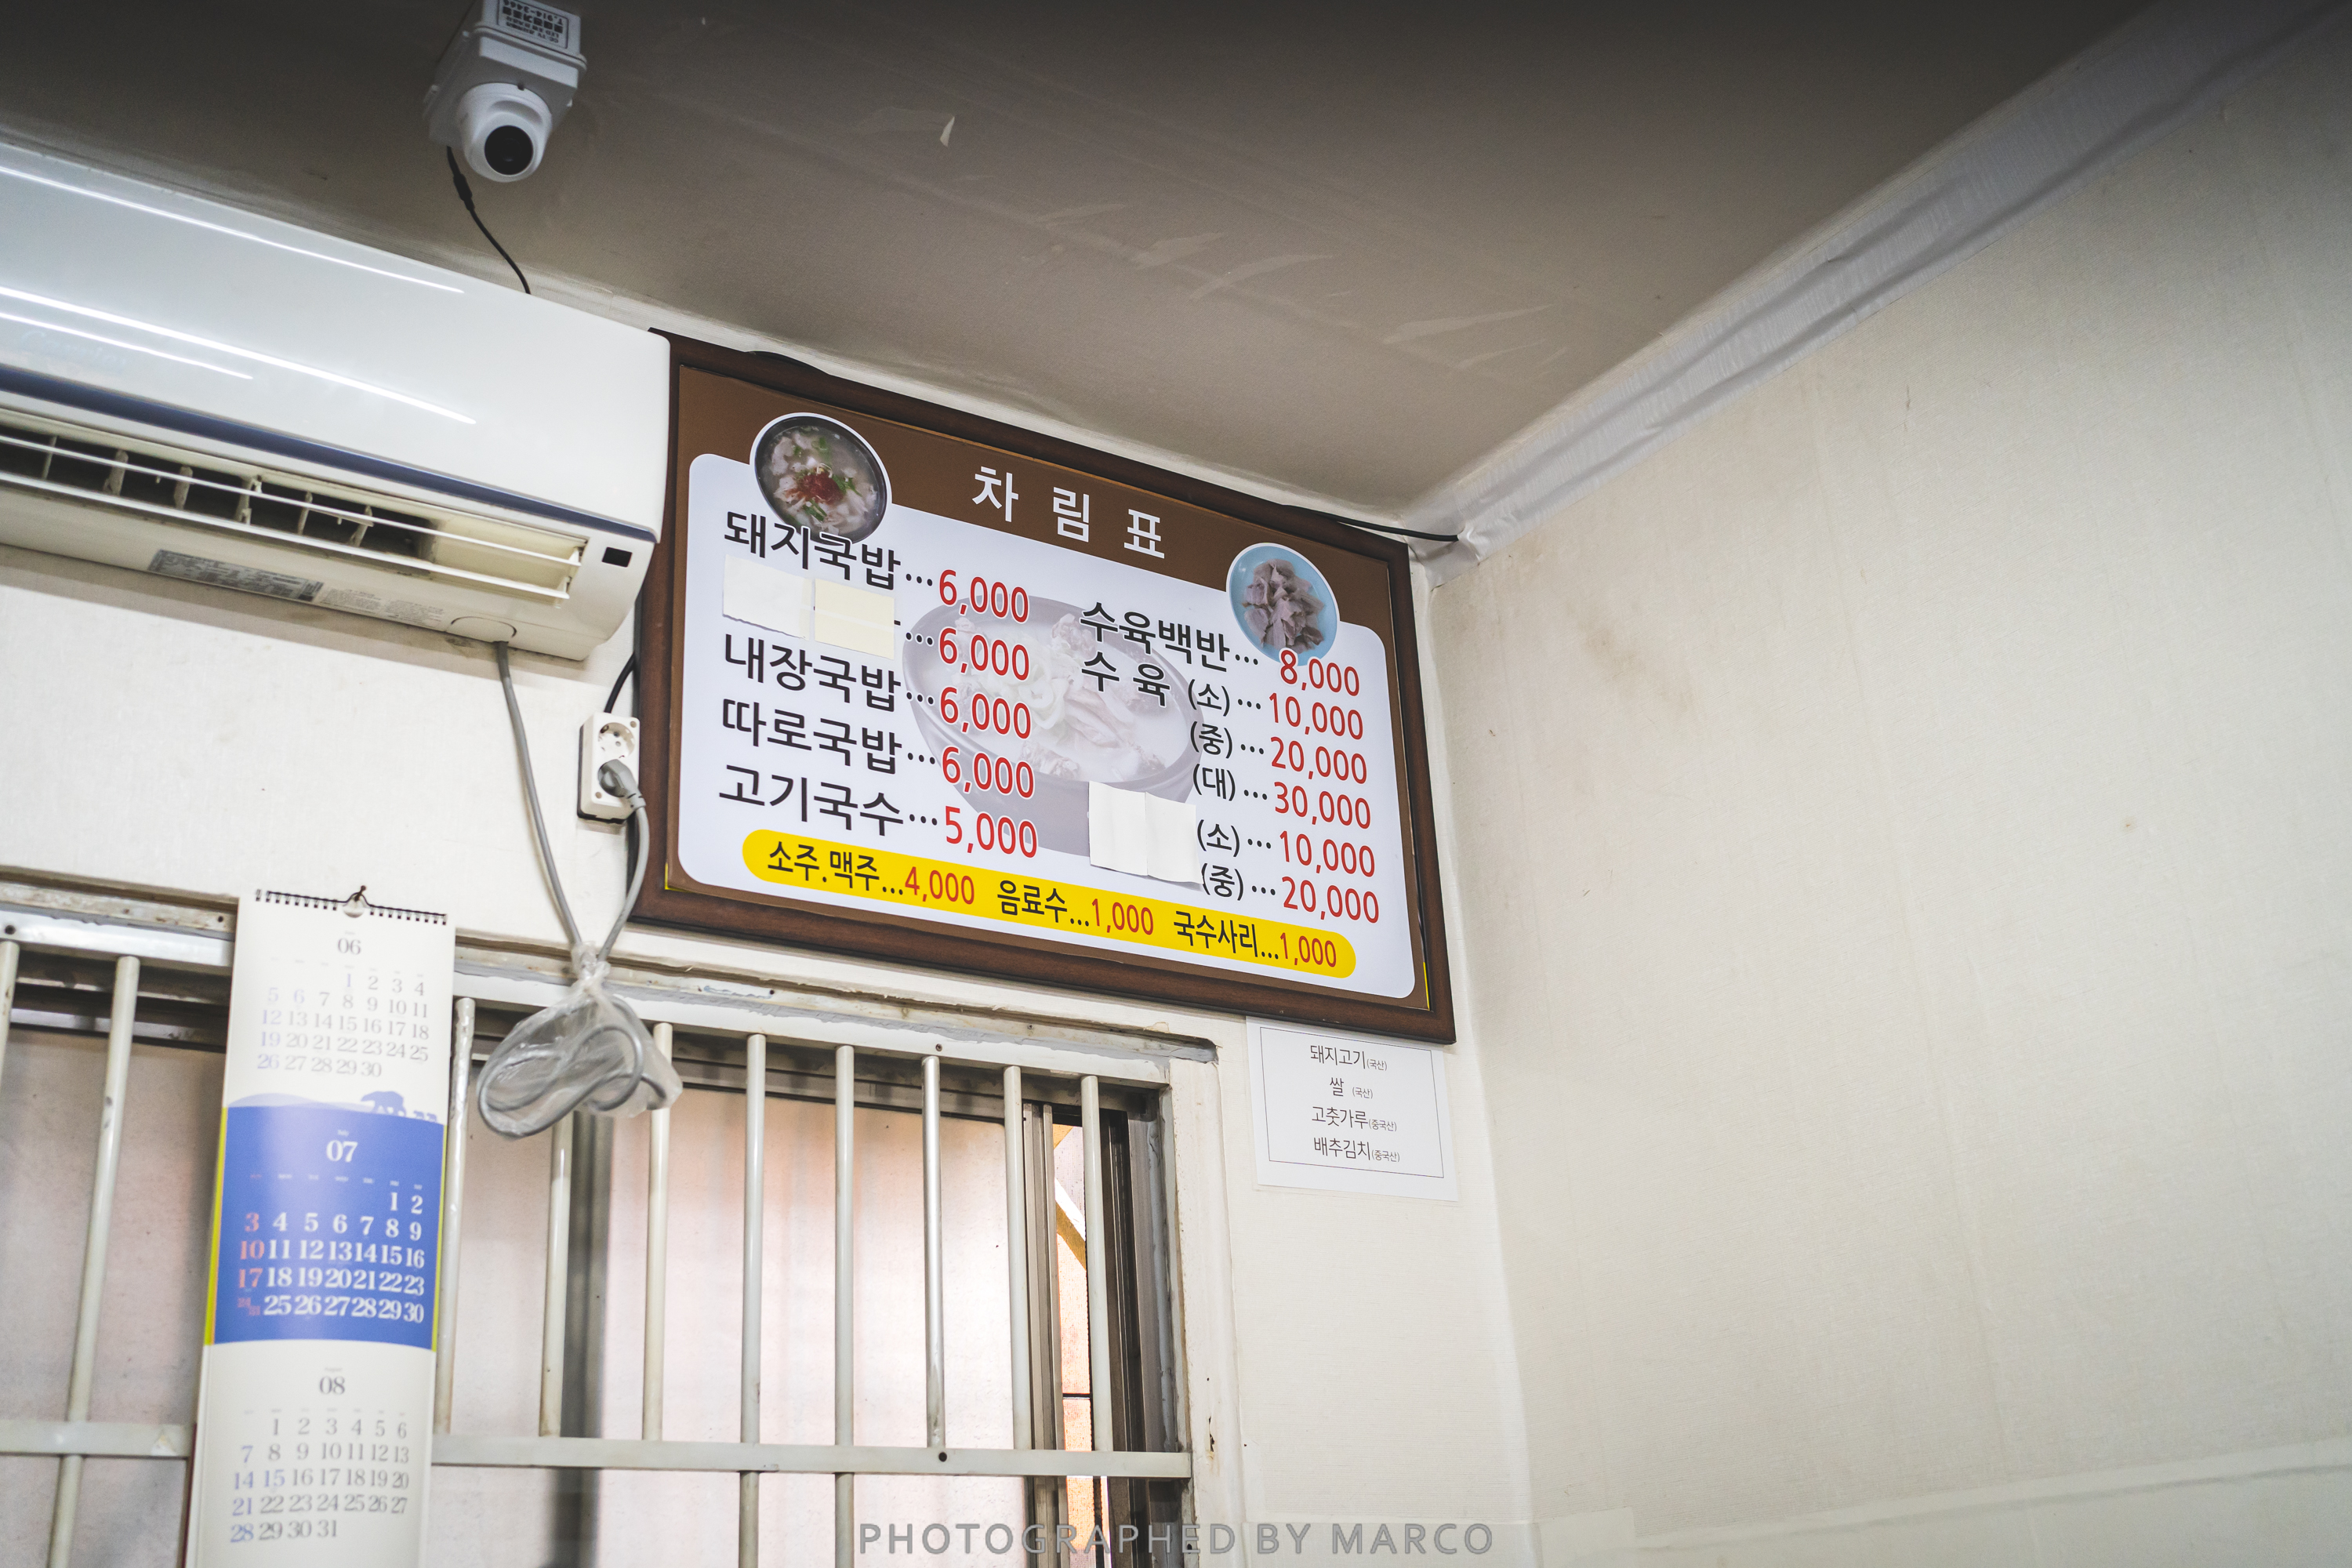 차림표
돼지국밥…6,000
…6,000
내장국밥…6,000
따로국밥…6,000
고기국수…5,000
수육백반…8,000
수육 (소)…10,000
(중)…20,000
(대)…30,000
(소)…10,000
(중)…20,000
소주.맥주...4,000 음료수...1,000 국수사리...1,000
돼지고기(국산)
쌀 (국산)
고춧가루(중국산)
배추김치(중국산)
06
1 2 3 4
5 6 7 8 9 10 11
12 13 14 15 16 17 18
19 20 21 22 23 24 25
26 27 28 29 30
07
1 2
3 4 5 6 7 8 9
10 11 12 13 14 15 16
17 18 19 20 21 22 23
25 26 27 28 29 30
08
1 2 3 4 5 6
7 8 9 10 11 12 13
14 15 16 17 18 19 20
21 22 23 24 25 26 27
28 29 30 31
PHOTOGRAPHED BY MARCO